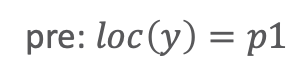 pre: loc(y) = p1